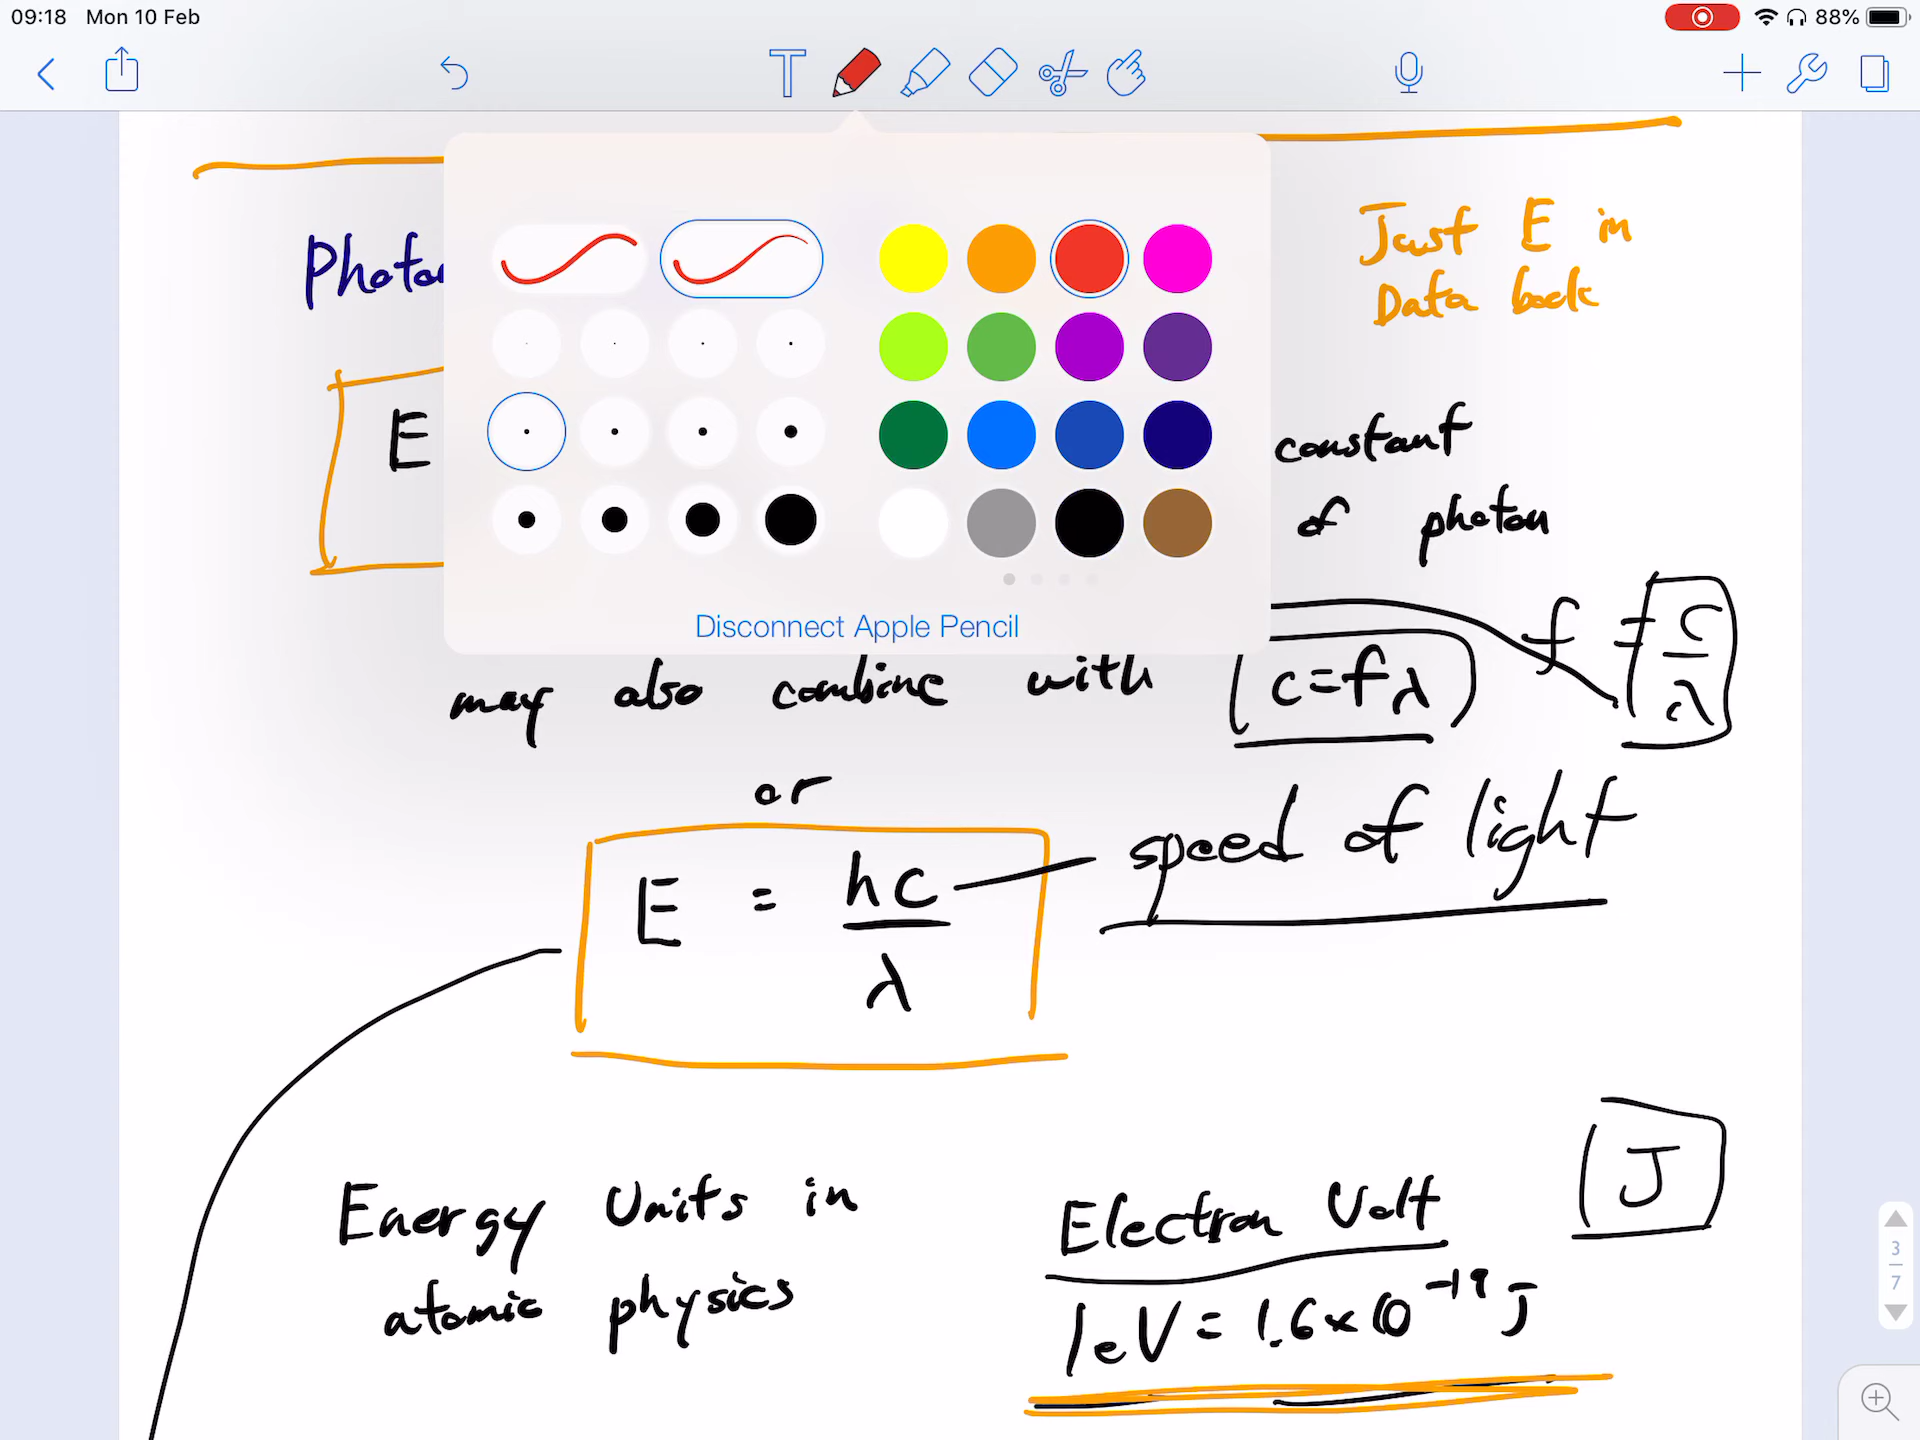 09:18 Mon 10 Feb
88%
T
Just E in
Data book
Photo
E
constant
of photon
Disconnect Apple Pencil
f = c/λ
may also combine with c=fλ
or
E = hc/λ
speed of light
J
Energy Units in
atomic physics
Electron Volt
1eV = 1.6×10⁻¹⁹ J
3
7